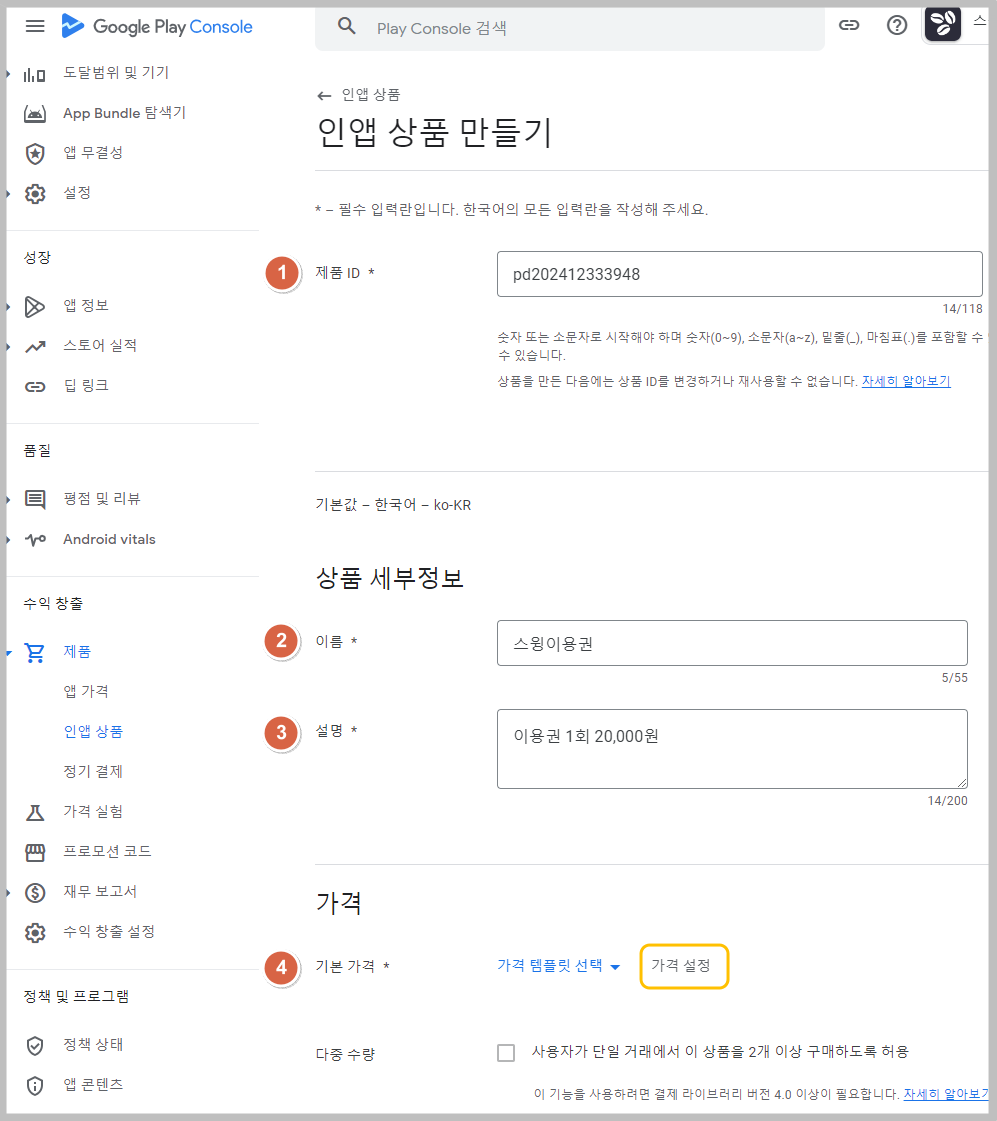 Google Play Console
Play Console 검색
스
도달범위 및 기기
App Bundle 탐색기
앱 무결성
설정
성장
앱 정보
스토어 실적
딥 링크
품질
평점 및 리뷰
Android vitals
수익 창출
제품
앱 가격
인앱 상품
정기 결제
가격 실험
프로모션 코드
재무 보고서
수익 창출 설정
정책 및 프로그램
정책 상태
앱 콘텐츠
← 인앱 상품
인앱 상품 만들기
* – 필수 입력란입니다. 한국어의 모든 입력란을 작성해 주세요.
1 제품 ID * pd202412333948
14/118
숫자 또는 소문자로 시작해야 하며 숫자(0~9), 소문자(a~z), 밑줄(_), 마침표(.)를 포함할 수
수 있습니다.
상품을 만든 다음에는 상품 ID를 변경하거나 재사용할 수 없습니다. 자세히 알아보기
기본값 – 한국어 – ko-KR
상품 세부정보
2 이름 * 스윙이용권
5/55
3 설명 * 이용권 1회 20,000원
14/200
가격
4 기본 가격 * 가격 템플릿 선택 가격 설정
다중 수량 사용자가 단일 거래에서 이 상품을 2개 이상 구매하도록 허용
이 기능을 사용하려면 결제 라이브러리 버전 4.0 이상이 필요합니다. 자세히 알아보기